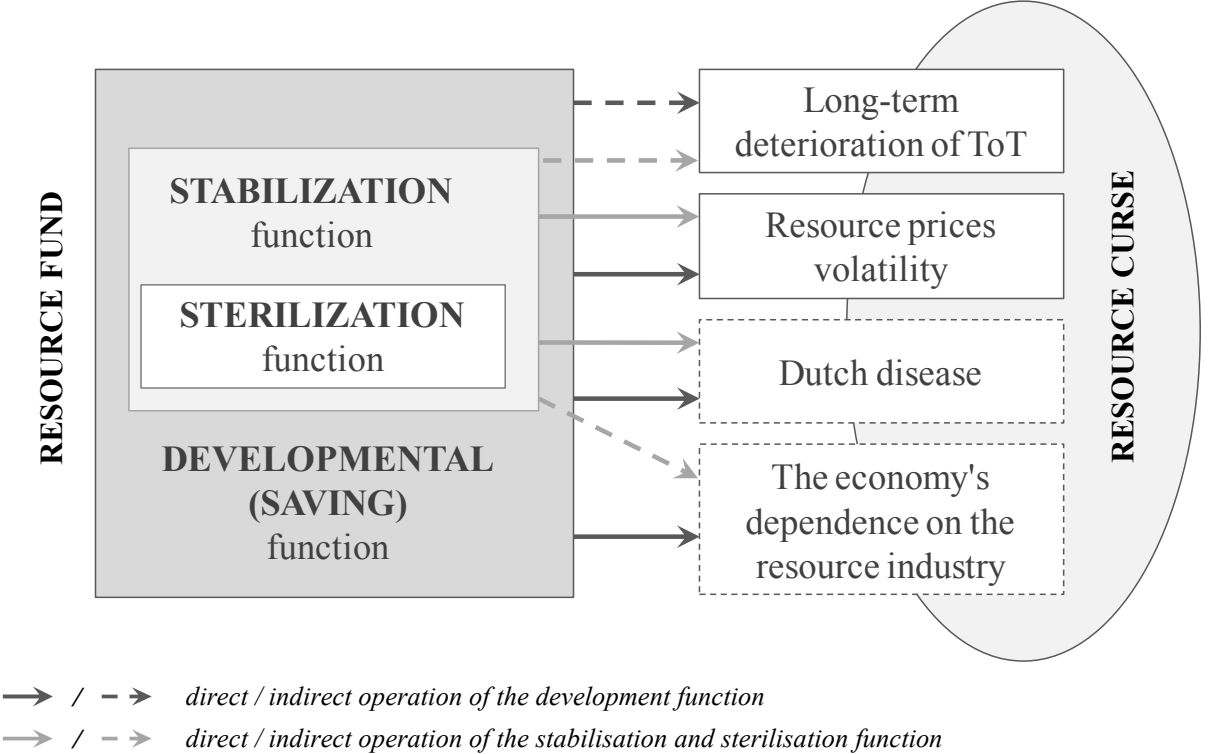 RESOURCE FUND
STABILIZATION
function
STERILIZATION
function
DEVELOPMENTAL
(SAVING)
function
Long-term
deterioration of ToT
Resource prices
volatility
Dutch disease
The economy's
dependence on the
resource industry
RESOURCE CURSE
/ direct / indirect operation of the development function
/ direct / indirect operation of the stabilisation and sterilisation function